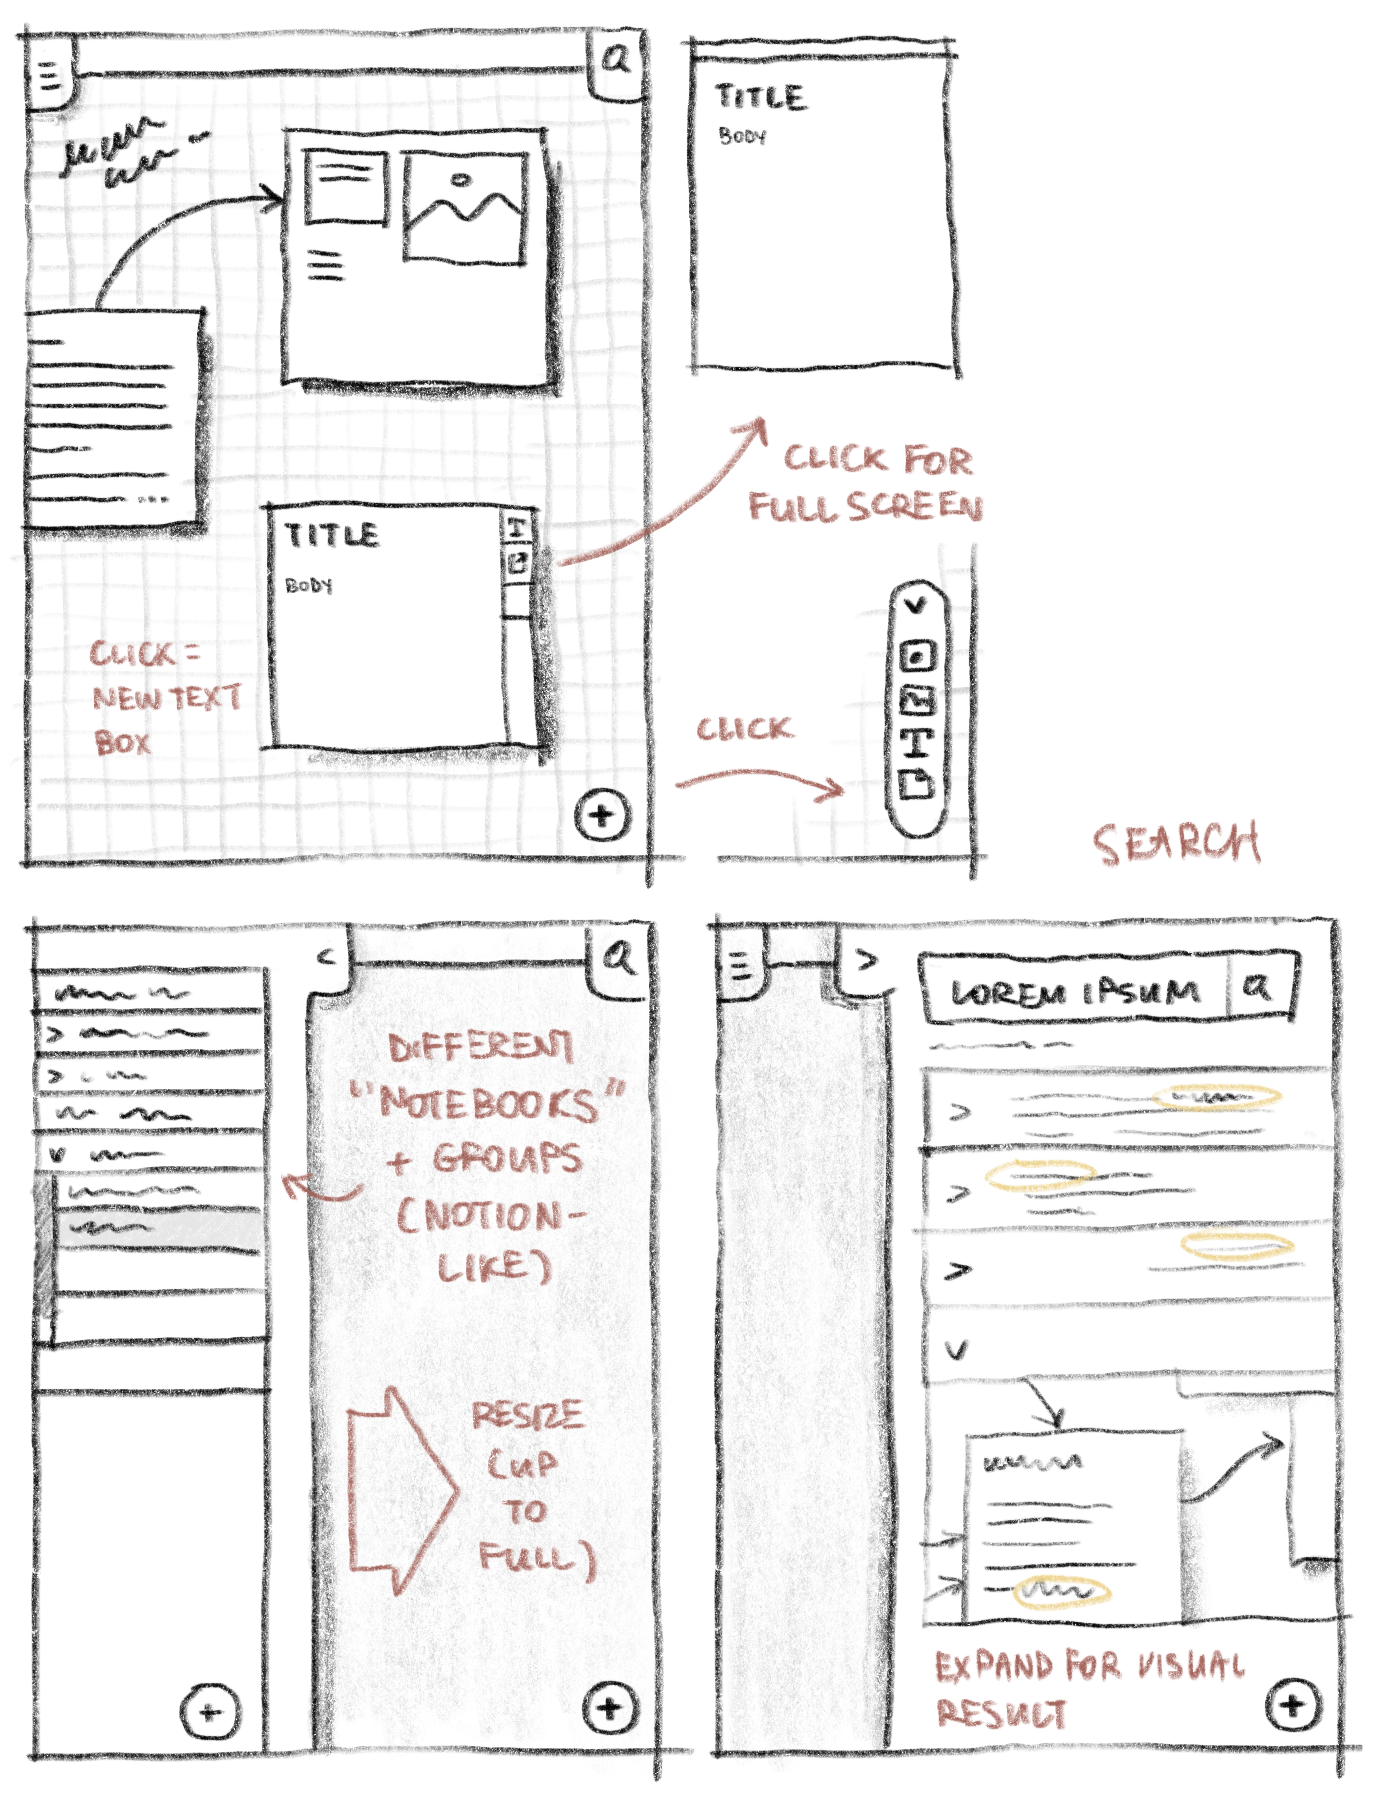 TITLE
BODY
CLICK FOR
FULL SCREEN
TITLE
BODY
T
CLICK =
NEW TEXT
BOX
CLICK
T
SEARCH
DIFFERENT
"NOTEBOOKS"
+ GROUPS
(NOTION-
LIKE)
RESIZE
(UP
TO
FULL)
LOREM IPSUM
EXPAND FOR VISUAL
RESULT